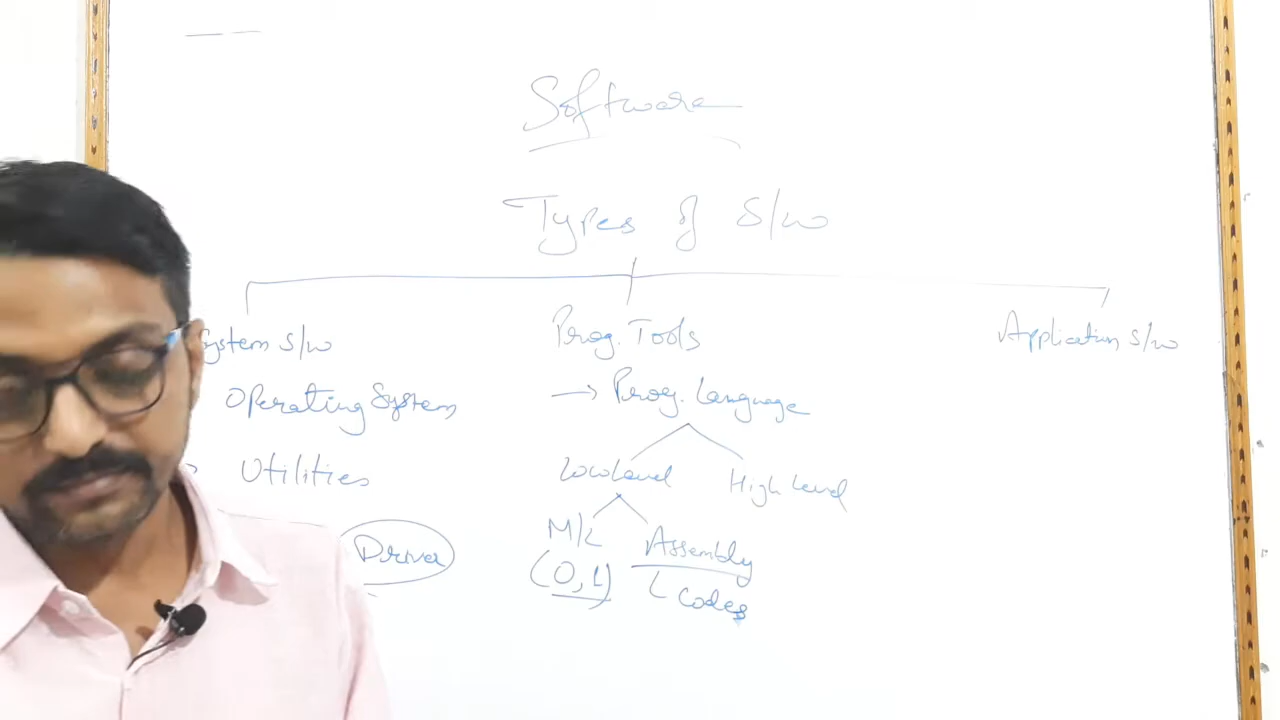 Software
Types of S/w
System S/w Prog. Tools Application S/w
Operating System → Prog. Language
Utilities Low Level High Level
Driver M/L Assembly
(0,1) Codes